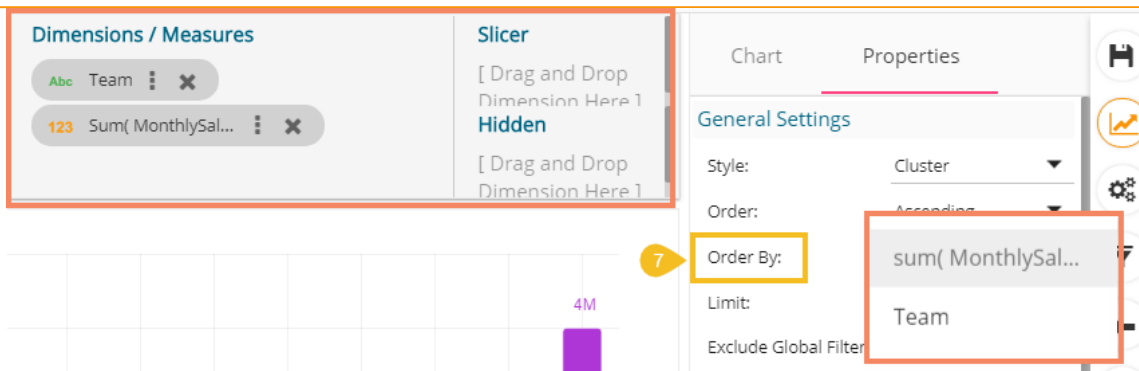 Dimensions / Measures
Abc Team
123 Sum( MonthlySal...
Slicer
[ Drag and Drop
Dimension Here ]
Hidden
[ Drag and Drop
Dimension Here ]
4M
Chart Properties
General Settings
Style: Cluster
Order: Ascending
7 Order By:
sum( MonthlySal...
Limit:
Team
Exclude Global Filter